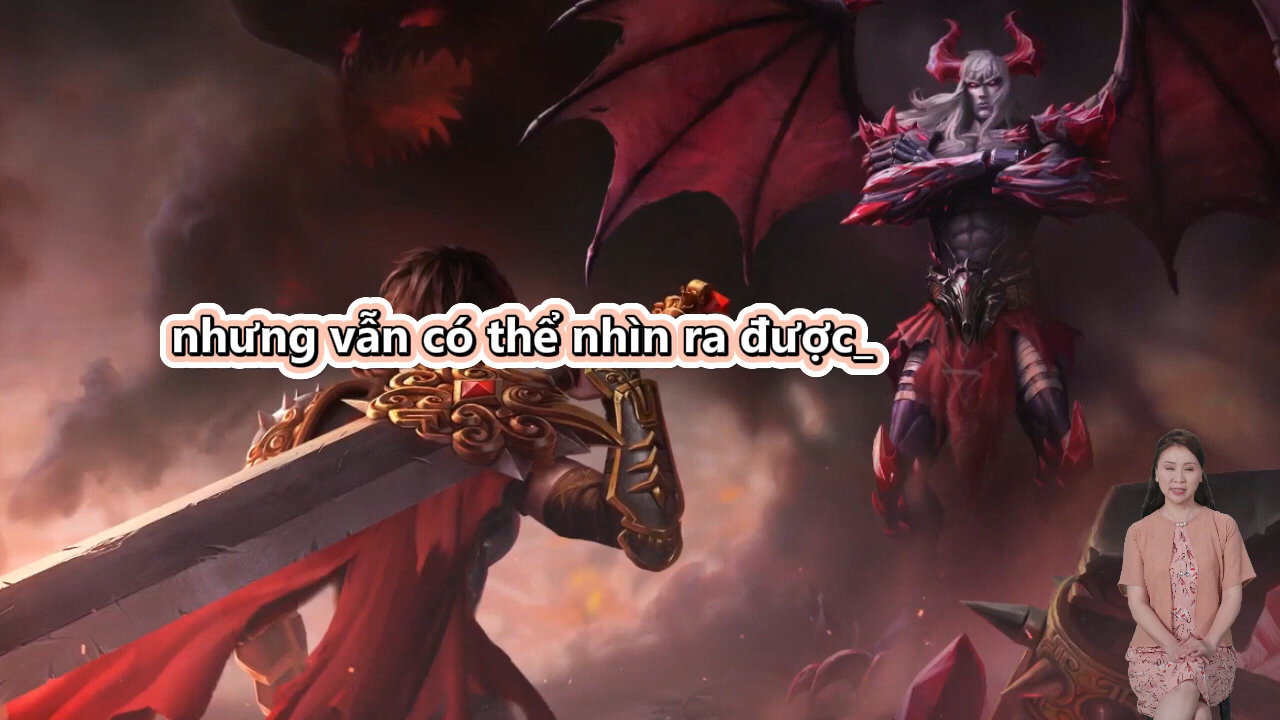 nhưng vẫn có thể nhìn ra được_